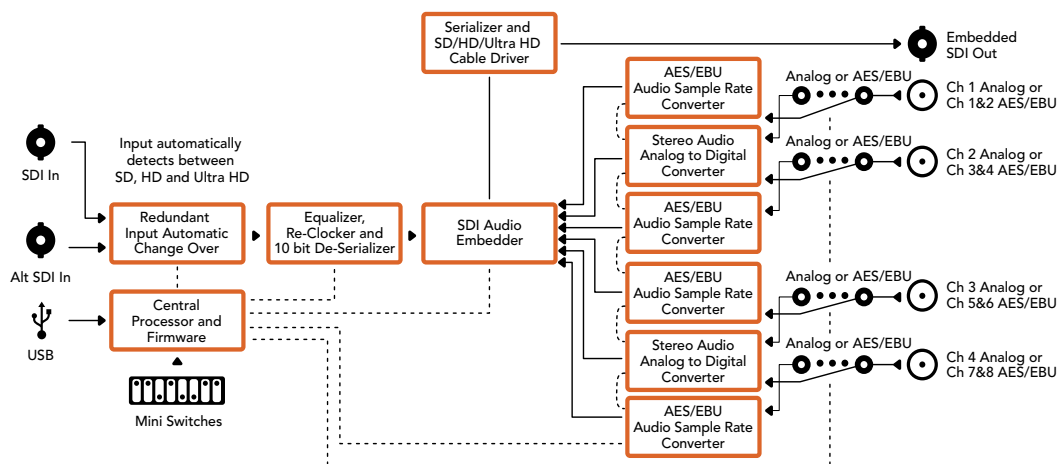 Serializer and
SD/HD/Ultra HD
Cable Driver
Embedded
SDI Out
AES/EBU
Audio Sample Rate
Converter
Analog or AES/EBU
Ch 1 Analog or
Ch 1&2 AES/EBU
Input automatically
detects between
SD, HD and Ultra HD
SDI In
Stereo Audio
Analog to Digital
Converter
Analog or AES/EBU
Ch 2 Analog or
Ch 3&4 AES/EBU
Redundant
Input Automatic
Change Over
Equalizer,
Re-Clocker and
10 bit De-Serializer
SDI Audio
Embedder
AES/EBU
Audio Sample Rate
Converter
Alt SDI In
AES/EBU
Audio Sample Rate
Converter
Analog or AES/EBU
Ch 3 Analog or
Ch 5&6 AES/EBU
Central
Processor and
Firmware
USB
Stereo Audio
Analog to Digital
Converter
Analog or AES/EBU
Ch 4 Analog or
Ch 7&8 AES/EBU
Mini Switches
AES/EBU
Audio Sample Rate
Converter